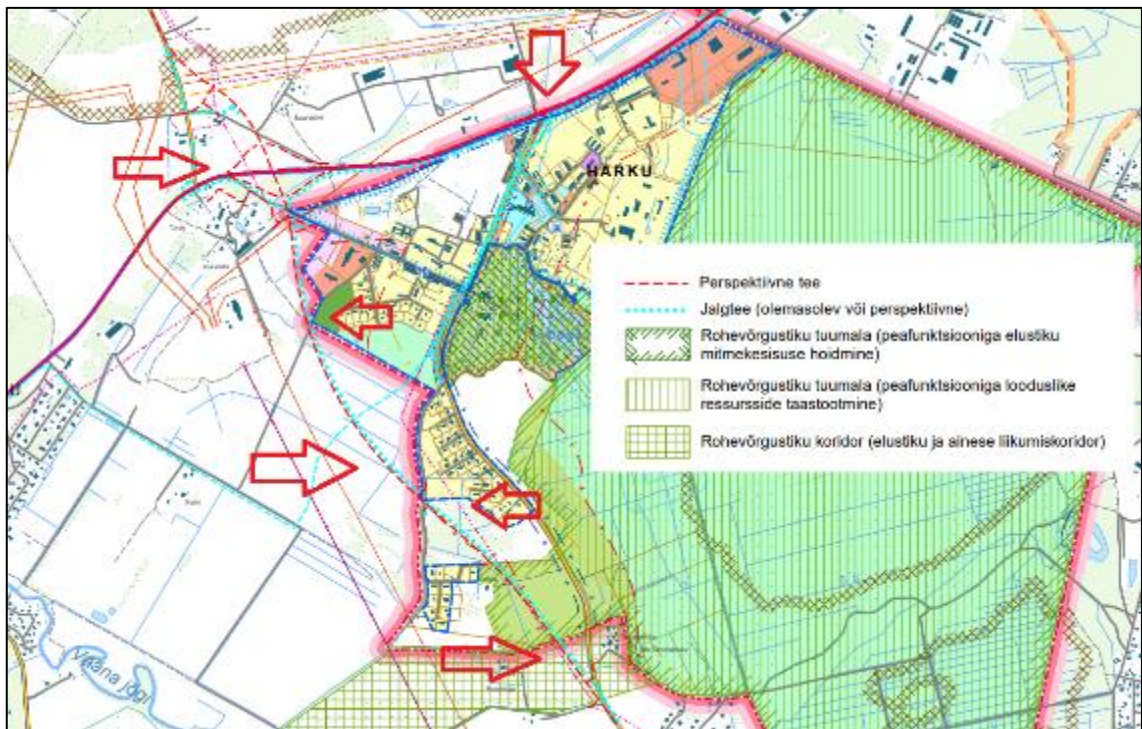 HARKU
Perspektiivne tee
Jalgtee (olemasolev või perspektiivne)
Rohevõrgustiku tuumala (peafunktsiooniga elustiku
mitmekesisuse hoidmine)
Rohevõrgustiku tuumala (peafunktsiooniga looduslike
ressursside taastootmine)
Rohevõrgustiku koridor (elustiku ja ainese liikumiskoridor)
Vääna jõgi